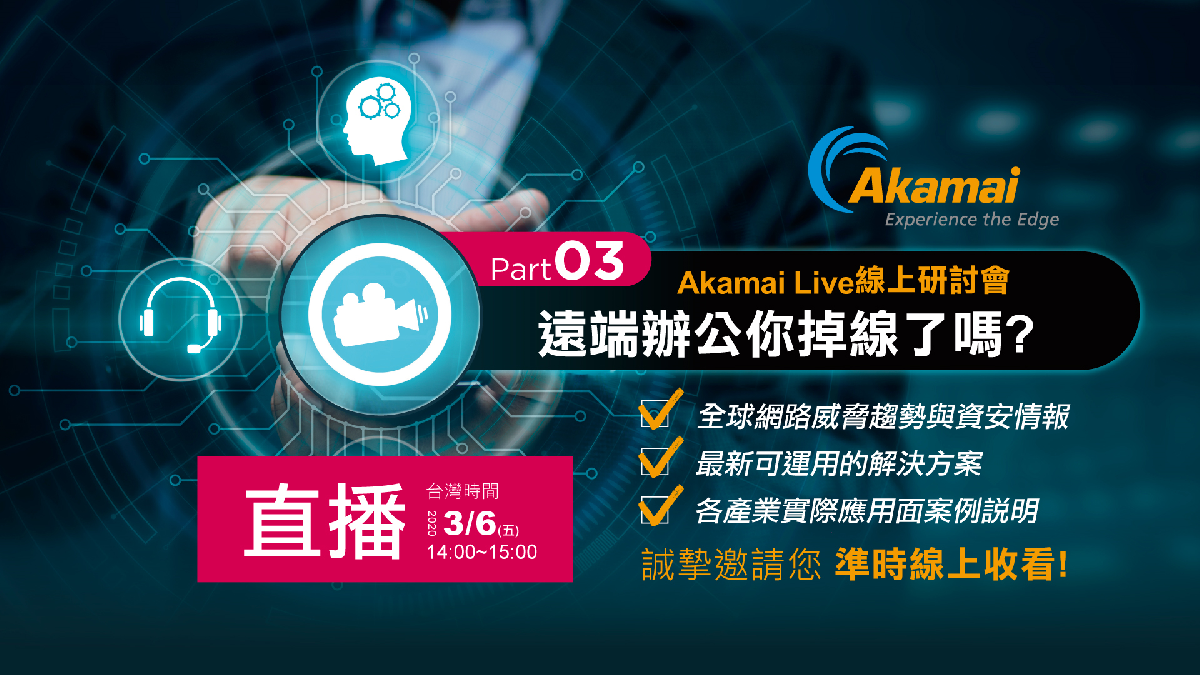 Akamai
Experience the Edge
Part 03
Akamai Live線上研討會
遠端辦公你掉線了嗎?
全球網路威脅趨勢與資安情報
最新可運用的解決方案
各產業實際應用面案例說明
直播
台灣時間
2020 3/6(五)
14:00~15:00
誠摯邀請您 準時線上收看!